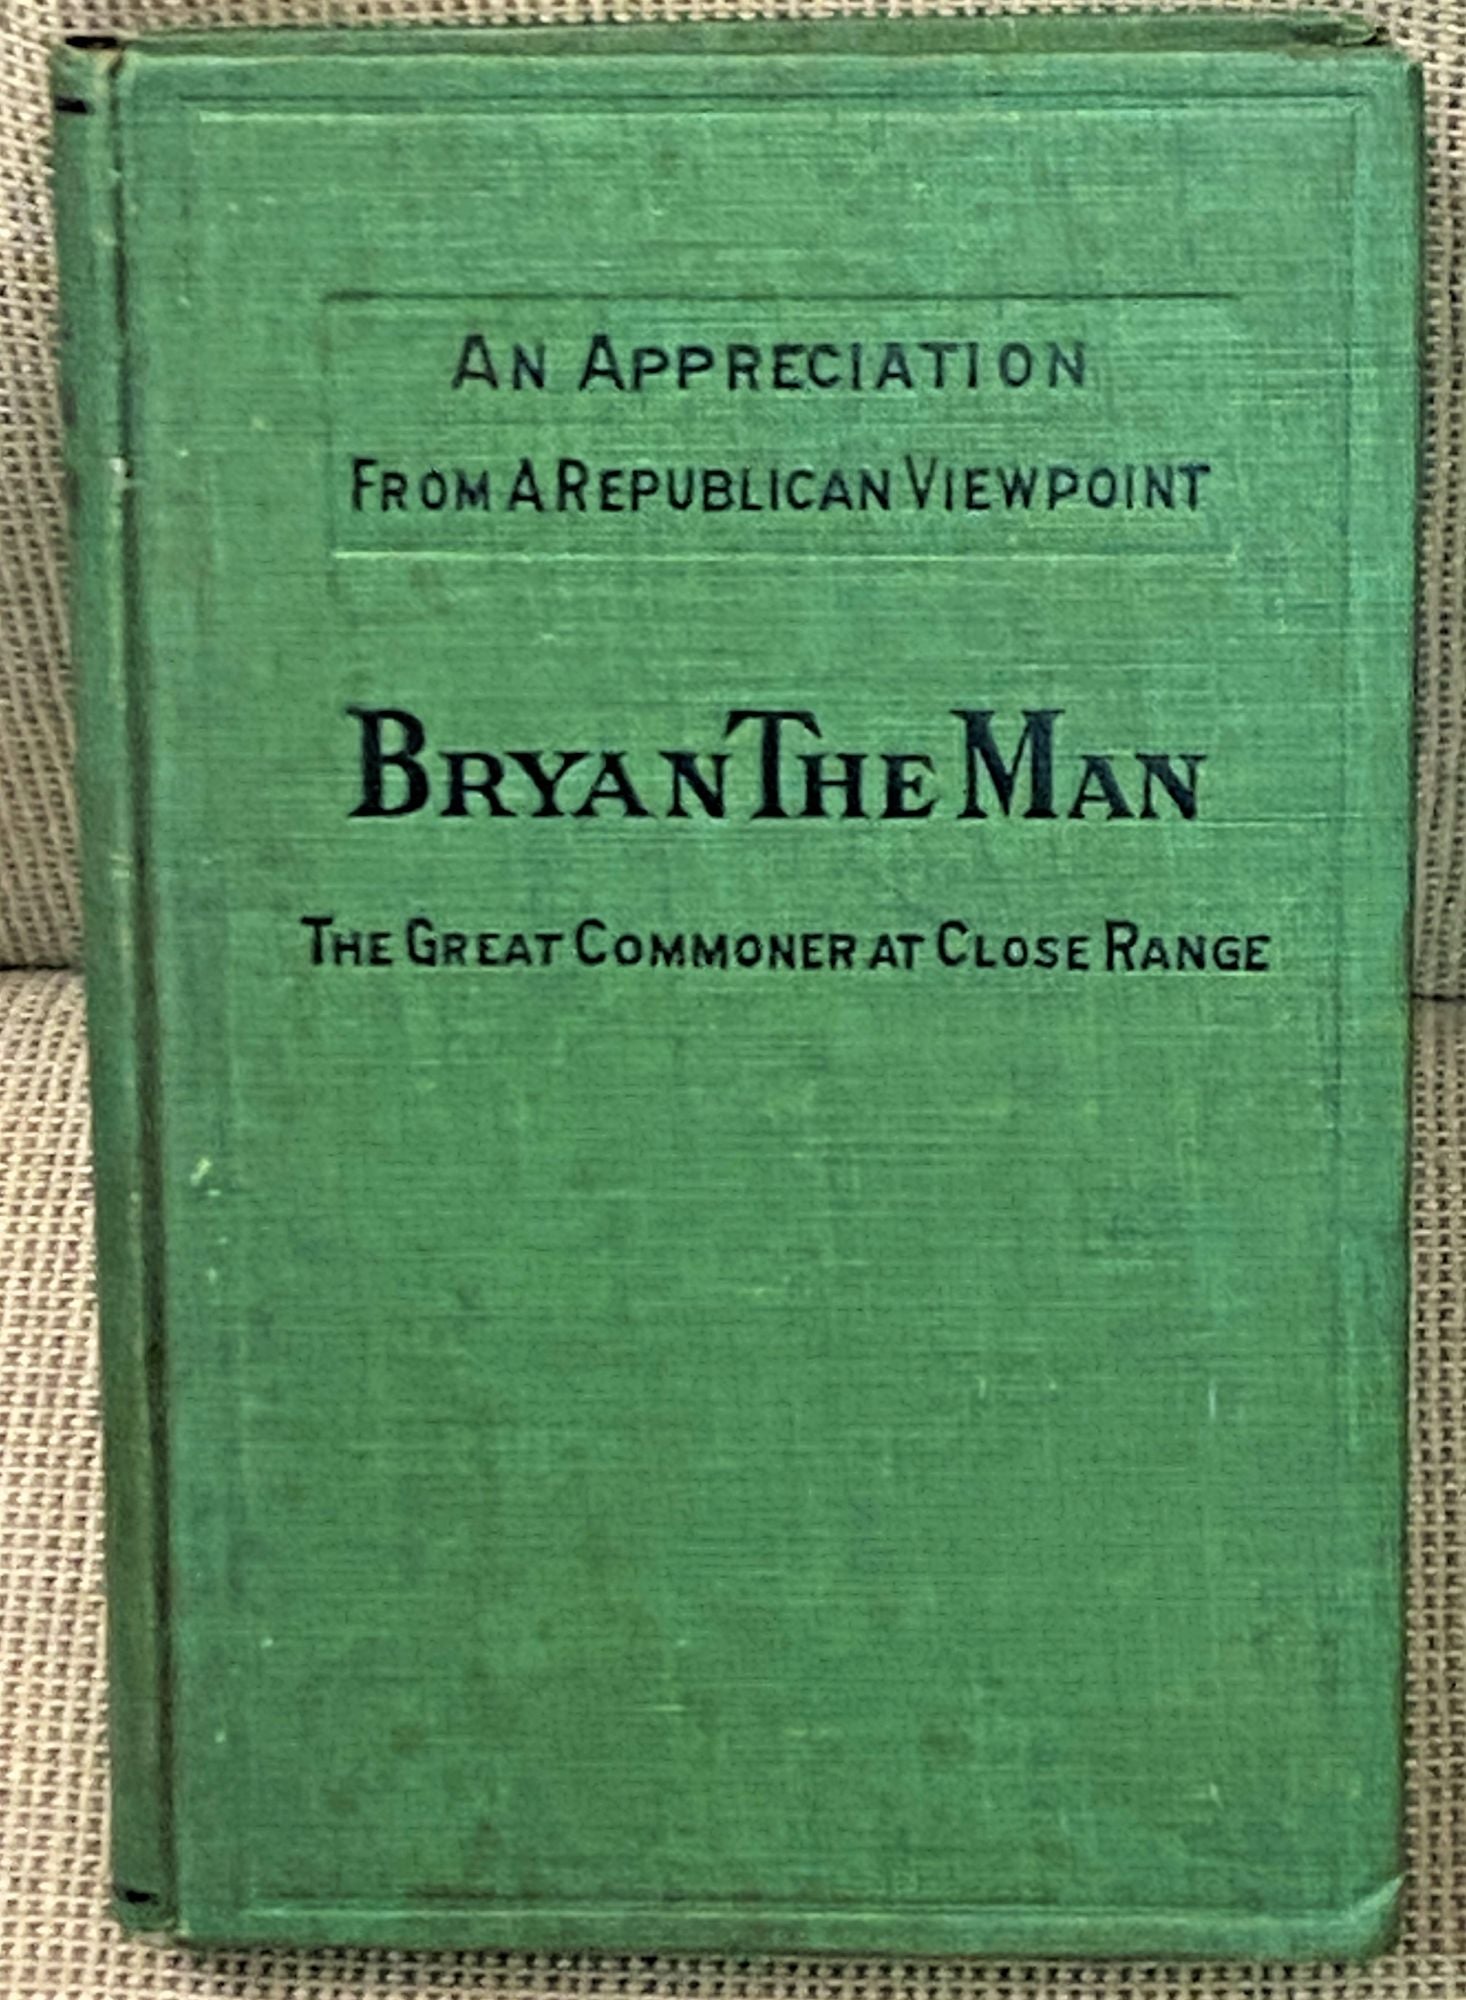 AN APPRECIATION
FROM A REPUBLICAN VIEWPOINT
BRYAN THE MAN
THE GREAT COMMONER AT CLOSE RANGE